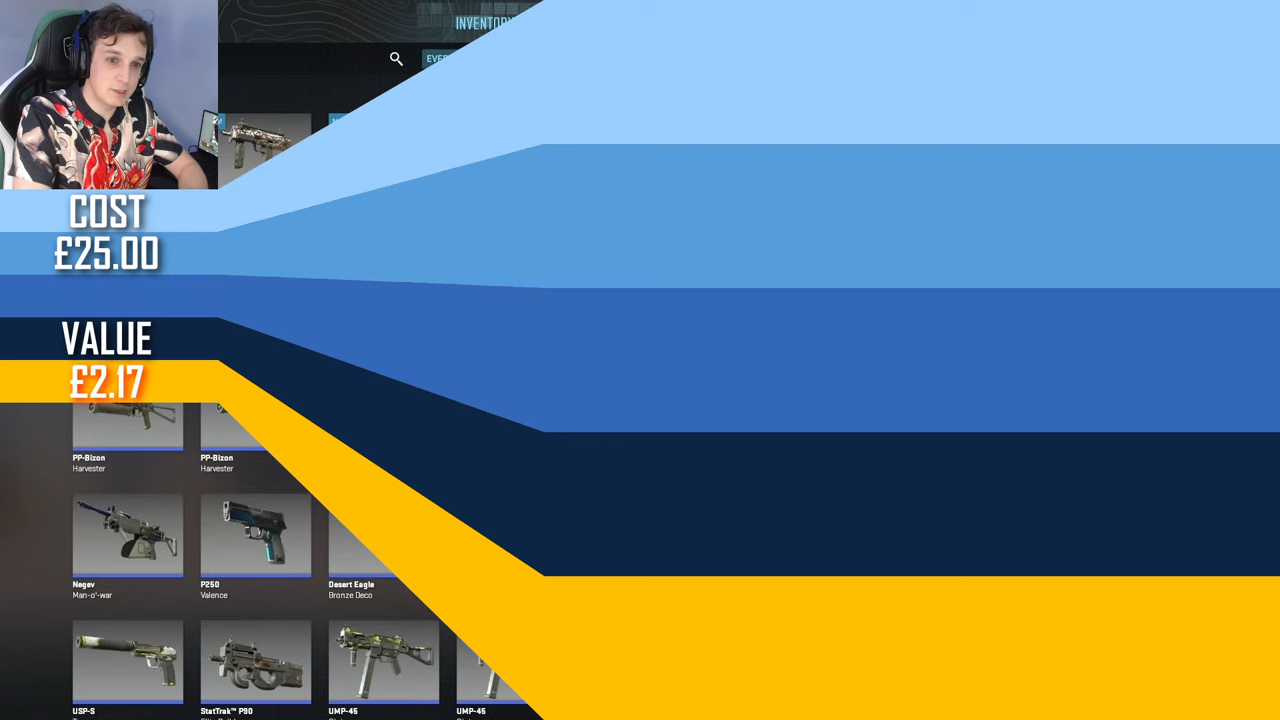 INVENTORY
COST
£25.00
VALUE
£2.17
PP-Bizon
Harvester
PP-Bizon
Harvester
Negev
Man-o'-war
P250
Valence
Desert Eagle
Bronze Deco
USP-S
StatTrak™ P90
UMP-45
UMP-45